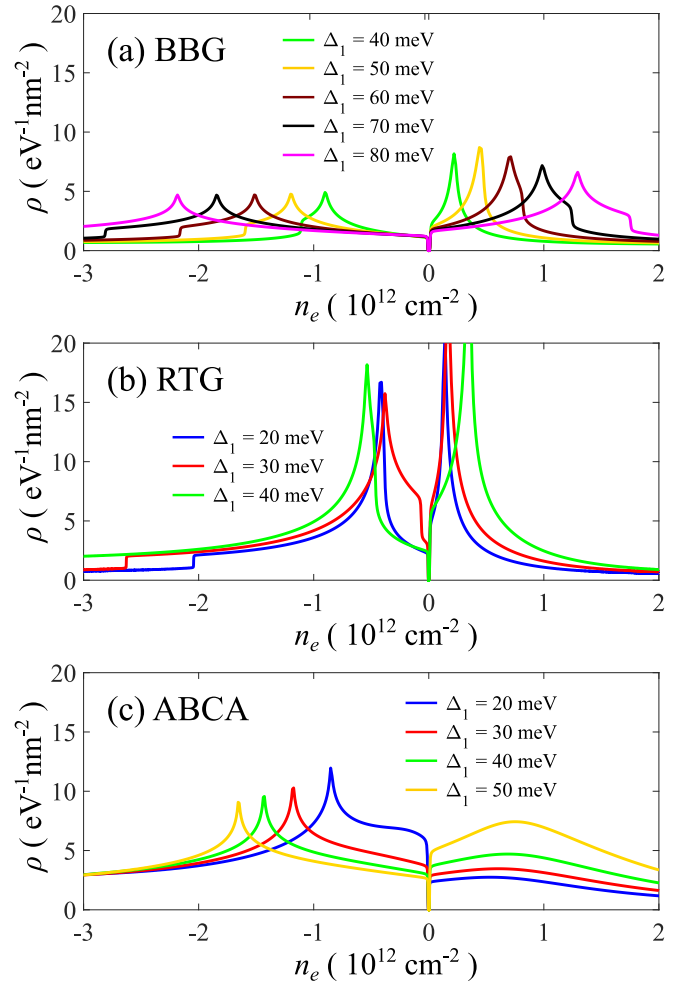 20
15
10
5
0
ρ ( eV⁻¹nm⁻²)
(a) BBG
Δ₁ = 40 meV
Δ₁ = 50 meV
Δ₁ = 60 meV
Δ₁ = 70 meV
Δ₁ = 80 meV
-3 -2 -1 0 1 2
nₑ ( 10¹² cm⁻²)
20
15
10
5
0
ρ ( eV⁻¹nm⁻²)
(b) RTG
Δ₁ = 20 meV
Δ₁ = 30 meV
Δ₁ = 40 meV
-3 -2 -1 0 1 2
nₑ ( 10¹² cm⁻²)
20
15
10
5
0
ρ ( eV⁻¹nm⁻²)
(c) ABCA
Δ₁ = 20 meV
Δ₁ = 30 meV
Δ₁ = 40 meV
Δ₁ = 50 meV
-3 -2 -1 0 1 2
nₑ ( 10¹² cm⁻²)